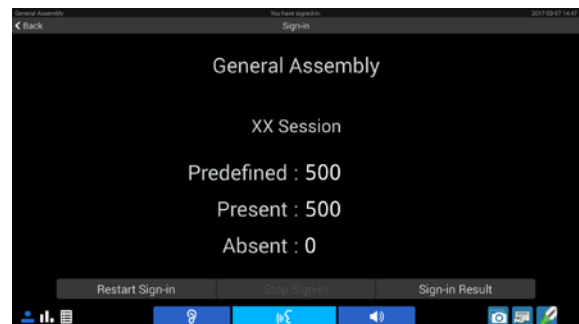 General Assembly You have signed-in. 2017-03-07 14:47
Back Sign-in
General Assembly
XX Session
Predefined : 500
Present : 500
Absent : 0
Restart Sign-in Stop Sign-in Sign-in Result